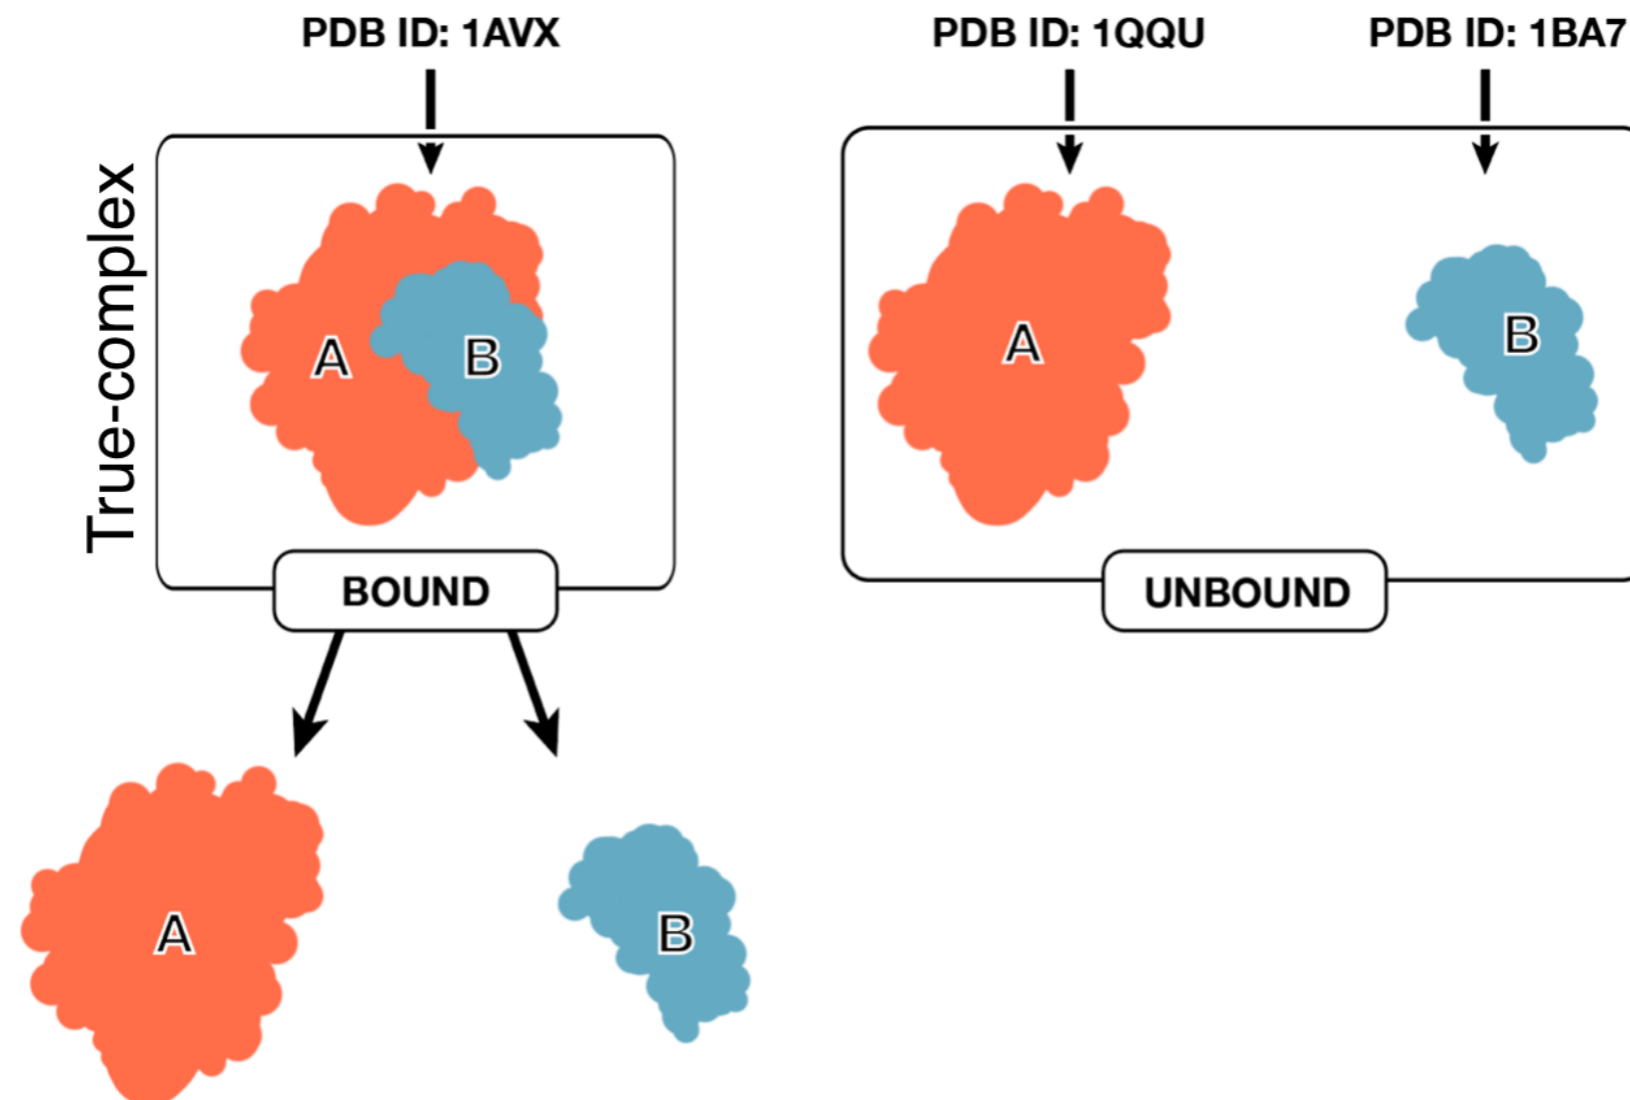 PDB ID: 1AVX
PDB ID: 1QQU
PDB ID: 1BA7
True-complex
A
B
A
B
BOUND
UNBOUND
A
B